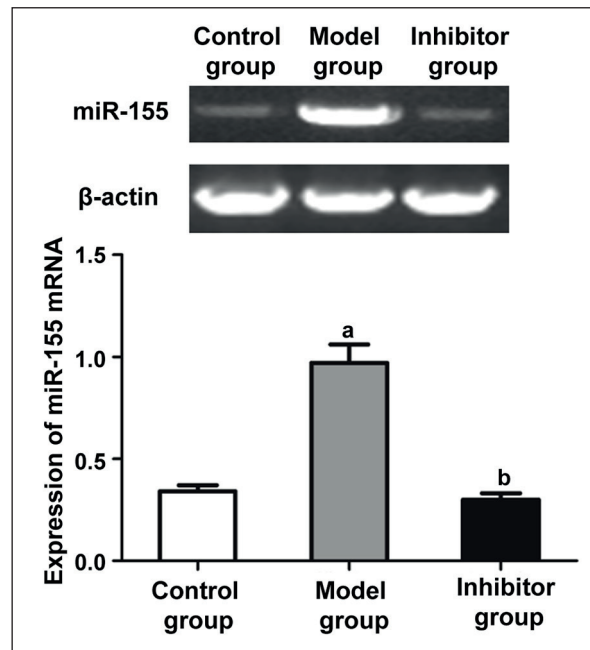 Control Model Inhibitor
group group group
miR-155
β-actin
Expression of miR-155 mRNA
1.5
1.0
0.5
0.0
a
b
Control Model Inhibitor
group group group